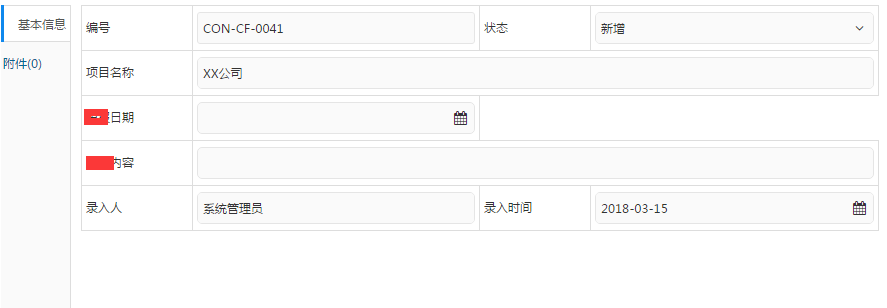 基本信息
附件(0)
编号 CON-CF-0041 状态 新增
项目名称 XX公司
日期
内容
录入人 系统管理员 录入时间 2018-03-15